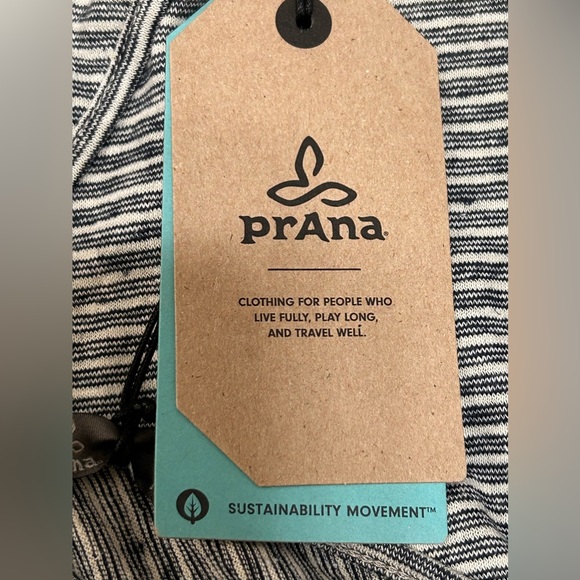 prAna
CLOTHING FOR PEOPLE WHO
LIVE FULLY, PLAY LONG,
AND TRAVEL WELL.
SUSTAINABILITY MOVEMENT™